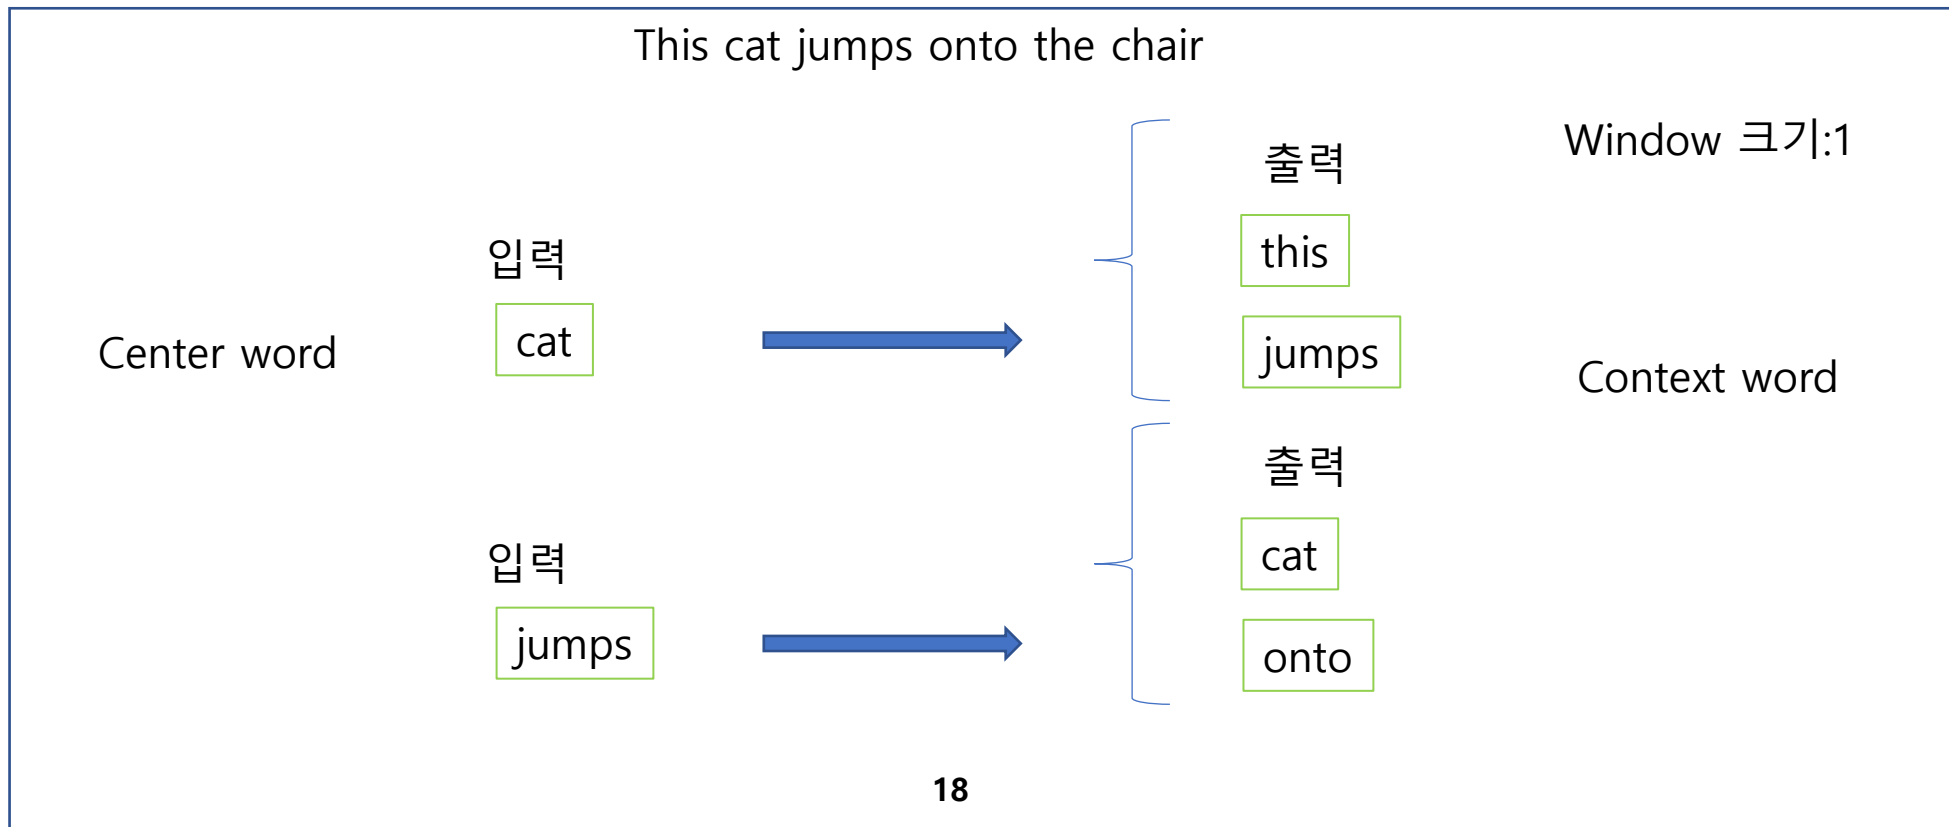 This cat jumps onto the chair
Window 크기:1
출력
this
입력
cat
jumps
Center word
Context word
출력
cat
입력
jumps
onto
18